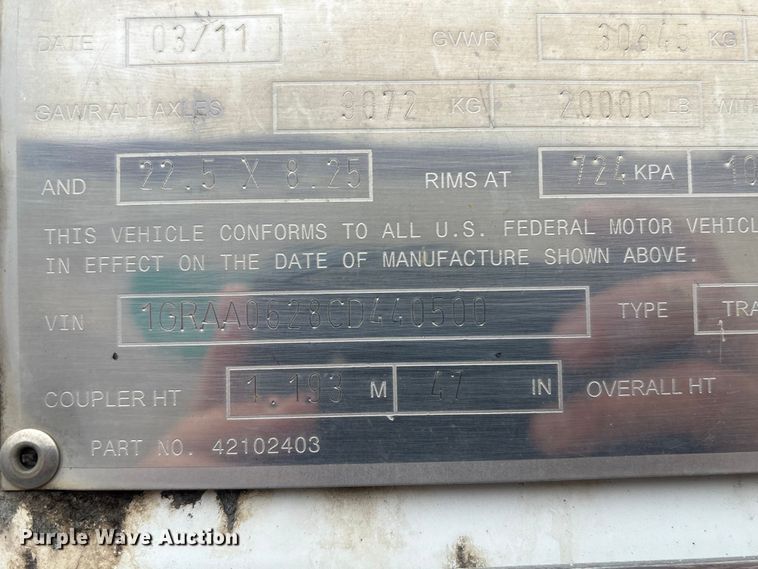 DATE 03/11 GVWR 30845 KG
GAWR ALL AXLES 9072 KG 20000 LB WITH
AND 22.5 X 8.25 RIMS AT 724 KPA 10
THIS VEHICLE CONFORMS TO ALL U.S. FEDERAL MOTOR VEHICL
IN EFFECT ON THE DATE OF MANUFACTURE SHOWN ABOVE.
VIN 1GRAA0628CD440500 TYPE TRA
COUPLER HT 1.193 M 47 IN OVERALL HT
PART NO. 42102403
Purple Wave Auction